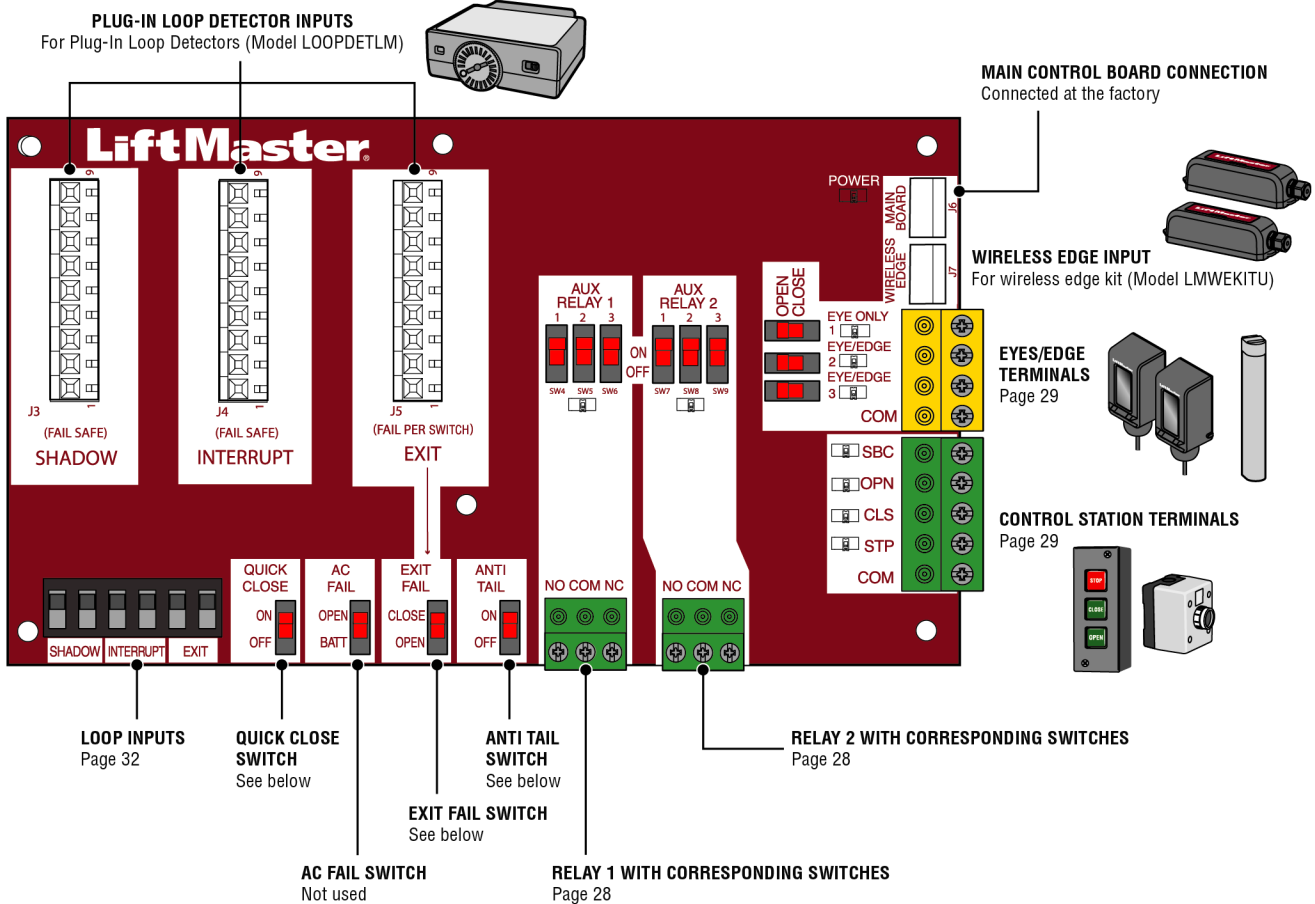 PLUG-IN LOOP DETECTOR INPUTS
For Plug-In Loop Detectors (Model LOOPDETLM)
MAIN CONTROL BOARD CONNECTION
Connected at the factory
LiftMaster®
LiftMaster
LiftMaster
9
9
9
J3
1
(FAIL SAFE)
SHADOW
J4
1
(FAIL SAFE)
INTERRUPT
J5
1
(FAIL PER SWITCH)
EXIT
POWER
MAIN BOARD
J6
WIRELESS EDGE
J7
WIRELESS EDGE INPUT
For wireless edge kit (Model LMWEKITU)
AUX
RELAY 1
1 2 3
SW4 SW5 SW6
ON
OFF
AUX
RELAY 2
1 2 3
SW7 SW8 SW9
OPEN
CLOSE
EYE ONLY
1
EYE/EDGE
2
EYE/EDGE
3
COM
EYES/EDGE
TERMINALS
Page 29
SBC
OPN
CLS
STP
COM
CONTROL STATION TERMINALS
Page 29
STOP
CLOSE
OPEN
SHADOW INTERRUPT EXIT
QUICK
CLOSE
ON
OFF
AC
FAIL
OPEN
BATT
EXIT
FAIL
CLOSE
OPEN
ANTI
TAIL
ON
OFF
NO COM NC
NO COM NC
LOOP INPUTS
Page 32
QUICK CLOSE
SWITCH
See below
ANTI TAIL
SWITCH
See below
RELAY 2 WITH CORRESPONDING SWITCHES
Page 28
EXIT FAIL SWITCH
See below
AC FAIL SWITCH
Not used
RELAY 1 WITH CORRESPONDING SWITCHES
Page 28